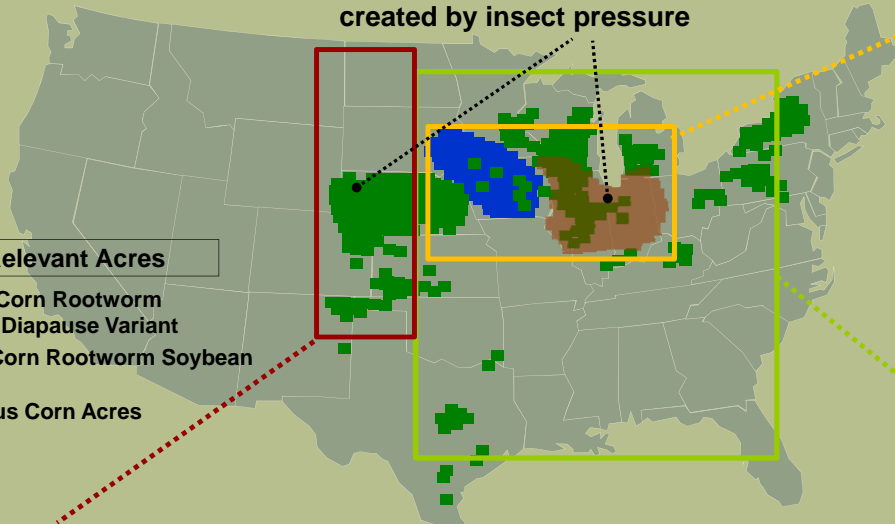 created by insect pressure
elevant Acres
Corn Rootworm
Diapause Variant
Corn Rootworm Soybean
us Corn Acres